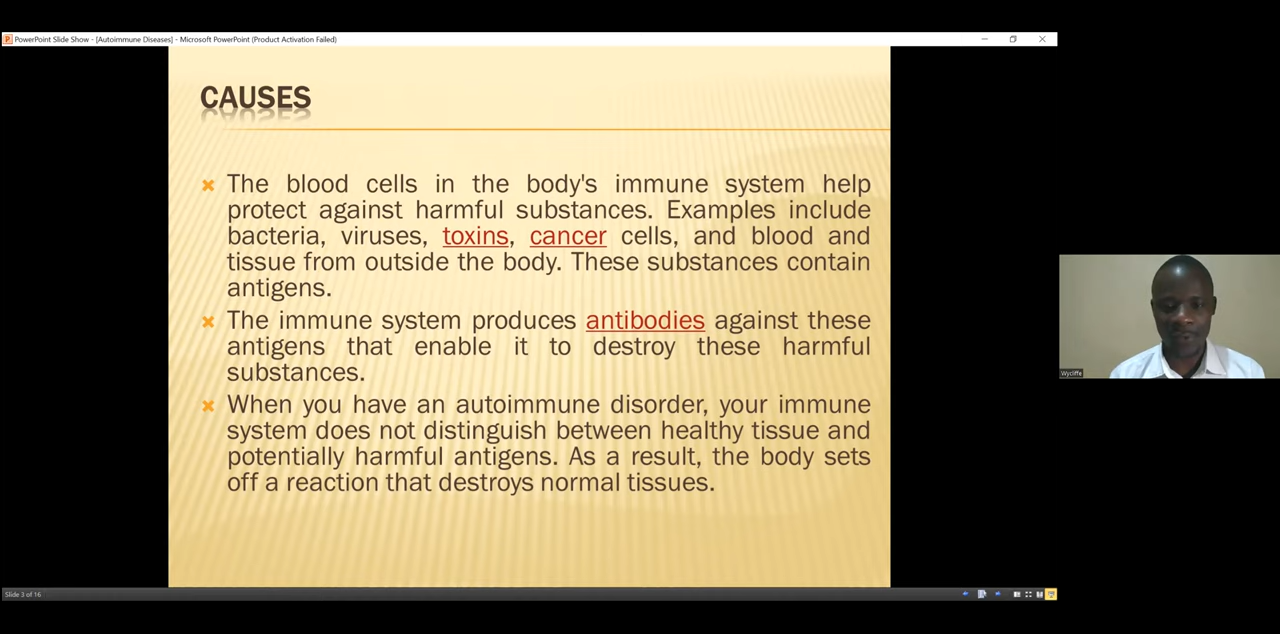 PowerPoint Slide Show - [Autoimmune Diseases] - Microsoft PowerPoint (Product Activation Failed)
CAUSES
The blood cells in the body's immune system help
protect against harmful substances. Examples include
bacteria, viruses, toxins, cancer cells, and blood and
tissue from outside the body. These substances contain
antigens.
The immune system produces antibodies against these
antigens that enable it to destroy these harmful
substances.
When you have an autoimmune disorder, your immune
system does not distinguish between healthy tissue and
potentially harmful antigens. As a result, the body sets
off a reaction that destroys normal tissues.
Wycliffe
Slide 3 of 16